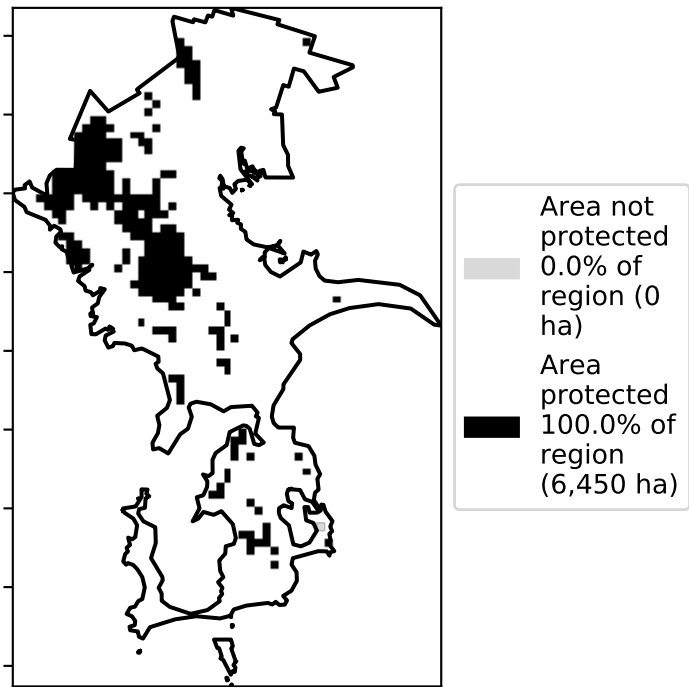 Area not
protected
0.0% of
region (0
ha)
Area
protected
100.0% of
region
(6,450 ha)